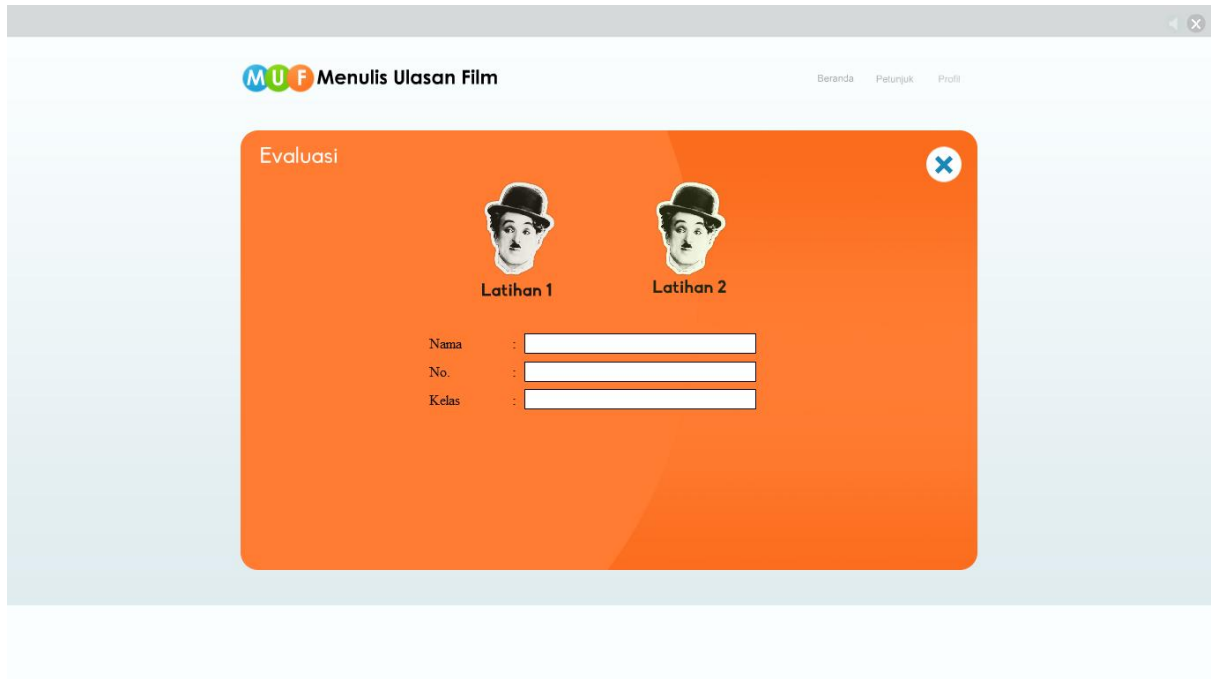 MUF Menulis Ulasan Film
Beranda Petunjuk Profil
Evaluasi
Latihan 1 Latihan 2
Nama :
No. :
Kelas :